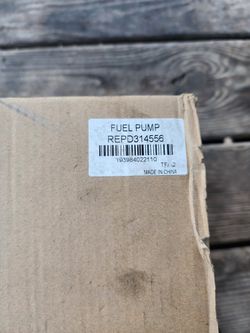 FUEL PUMP
REPD314556
193984022110
MADE IN CHINA